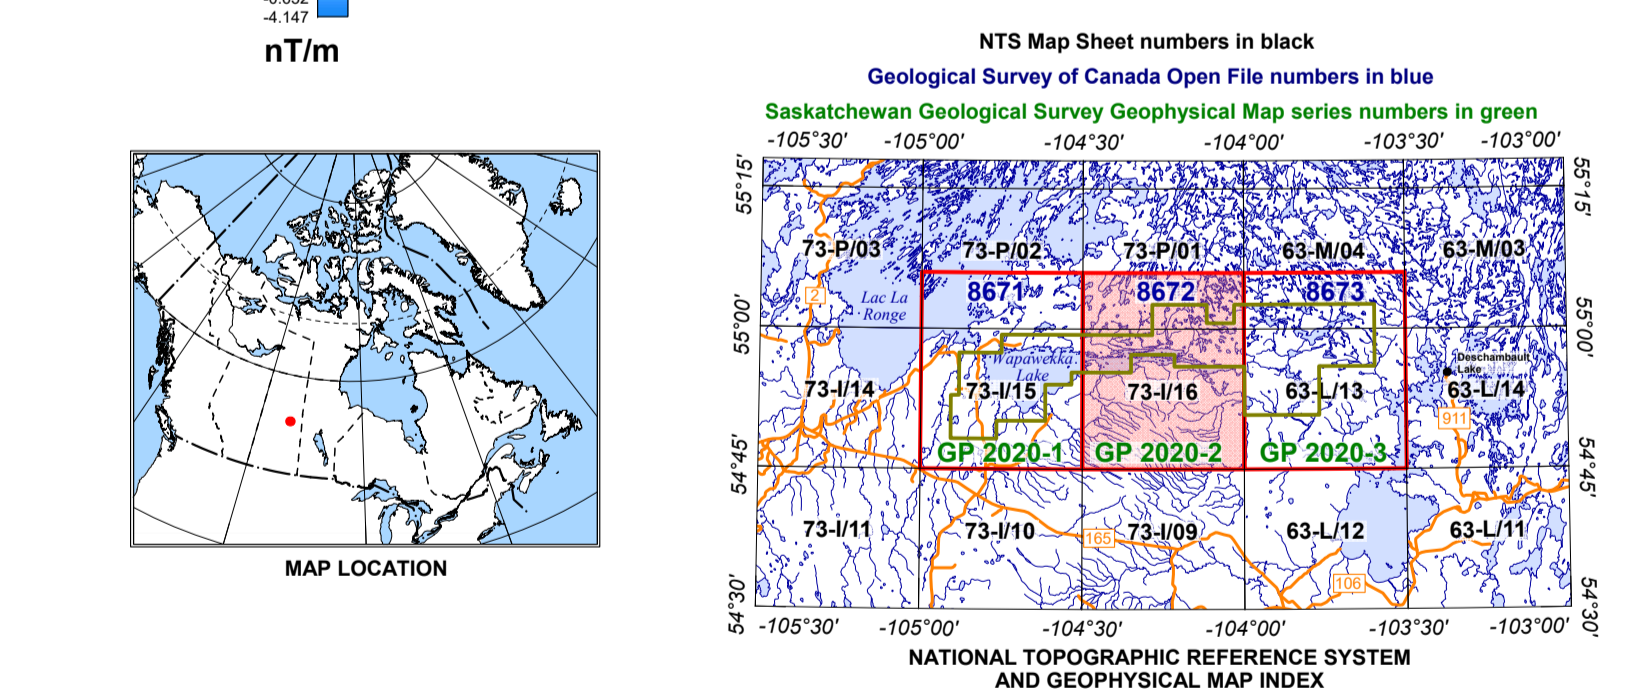 -4.147
nT/m
MAP LOCATION
NTS Map Sheet numbers in black
Geological Survey of Canada Open File numbers in blue
Saskatchewan Geological Survey Geophysical Map series numbers in green
-105°30' -105°00' -104°30' -104°00' -103°30' -103°00'
55°15' 55°15'
73-P/03 73-P/02 73-P/01 63-M/04 63-M/03
8671 8672 8673
2
Lac La
Ronge
55°00' 55°00'
Wapawekka
Lake
Deschambault
Lake
73-I/14 73-I/15 73-I/16 63-L/13 63-L/14
911
GP 2020-1 GP 2020-2 GP 2020-3
54°45' 54°45'
73-I/11 73-I/10 73-I/09 63-L/12 63-L/11
165
106
54°30' 54°30'
-105°30' -105°00' -104°30' -104°00' -103°30' -103°00'
NATIONAL TOPOGRAPHIC REFERENCE SYSTEM
AND GEOPHYSICAL MAP INDEX